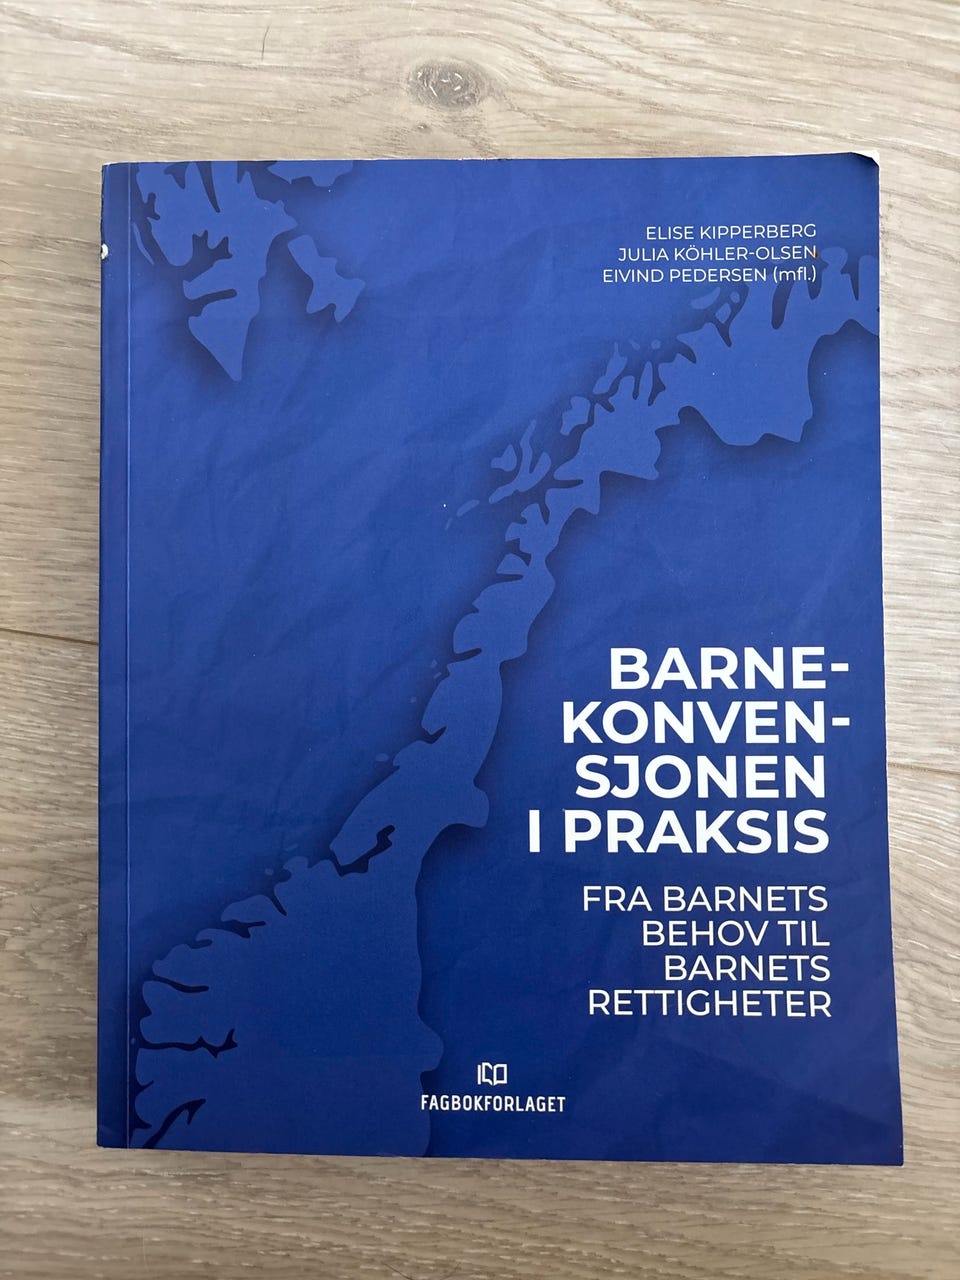 ELISE KIPPERBERG
JULIA KÖHLER-OLSEN
EIVIND PEDERSEN (mfl.)
BARNE-
KONVEN-
SJONEN
I PRAKSIS
FRA BARNETS
BEHOV TIL
BARNETS
RETTIGHETER
FAGBOKFORLAGET